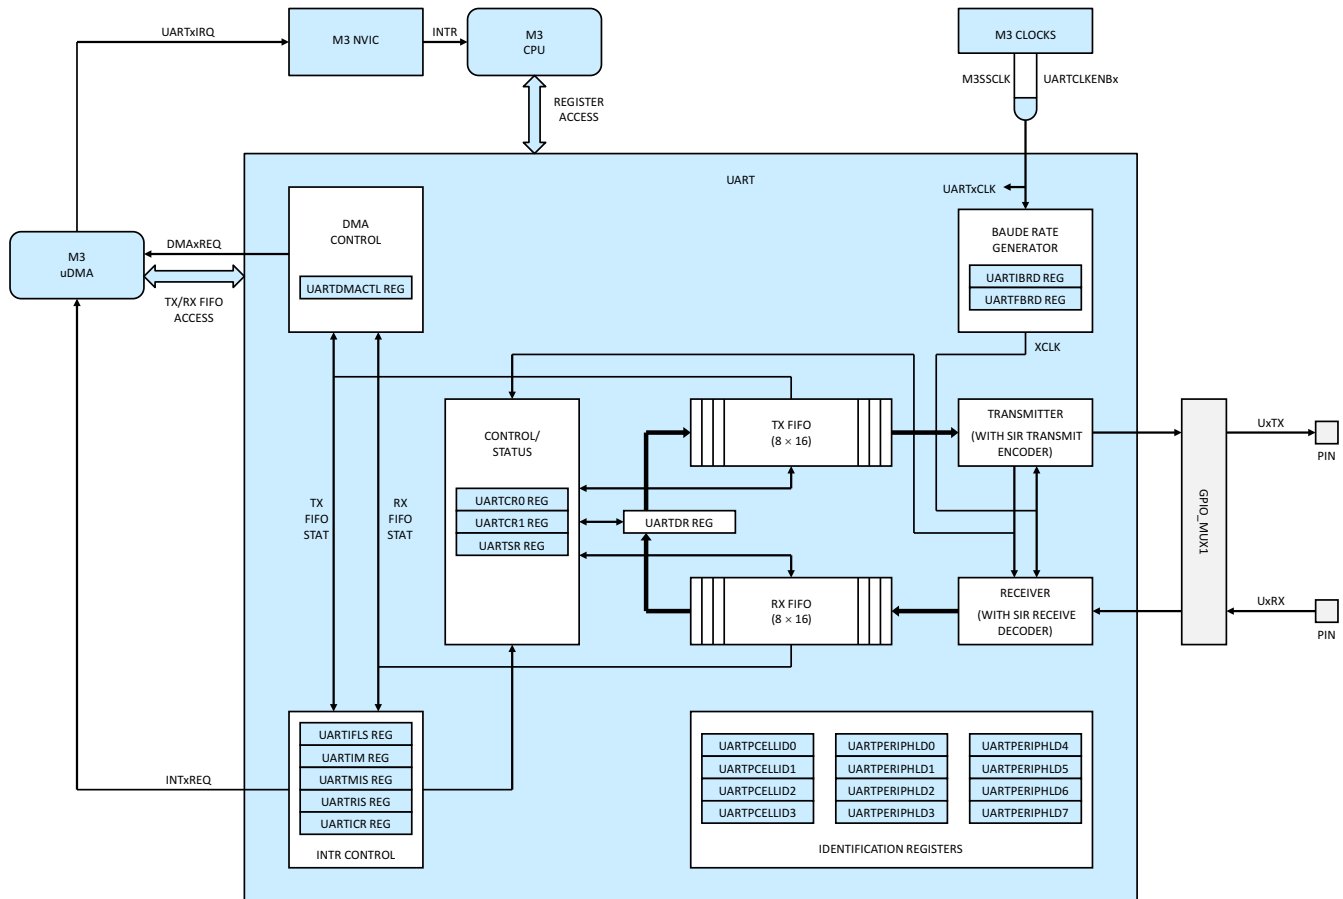 UARTxIRQ
M3 NVIC
INTR
M3
CPU
M3 CLOCKS
M3SSCLK
UARTCLKENBx
REGISTER
ACCESS
UART
UARTxCLK
DMA
CONTROL
UARTDMACTL REG
BAUDE RATE
GENERATOR
UARTIBRD REG
UARTFBRD REG
XCLK
M3
uDMA
DMAxREQ
TX/RX FIFO
ACCESS
CONTROL/
STATUS
UARTCR0 REG
UARTCR1 REG
UARTSR REG
TX FIFO
(8 × 16)
UARTDR REG
RX FIFO
(8 × 16)
TRANSMITTER
(WITH SIR TRANSMIT
ENCODER)
RECEIVER
(WITH SIR RECEIVE
DECODER)
GPIO_MUX1
UxTX
PIN
UxRX
PIN
TX
FIFO
STAT
RX
FIFO
STAT
INTxREQ
UARTIFLS REG
UARTIM REG
UARTMIS REG
UARTRIS REG
UARTICR REG
INTR CONTROL
UARTPCELLID0
UARTPCELLID1
UARTPCELLID2
UARTPCELLID3
UARTPERIPHLD0
UARTPERIPHLD1
UARTPERIPHLD2
UARTPERIPHLD3
UARTPERIPHLD4
UARTPERIPHLD5
UARTPERIPHLD6
UARTPERIPHLD7
IDENTIFICATION REGISTERS